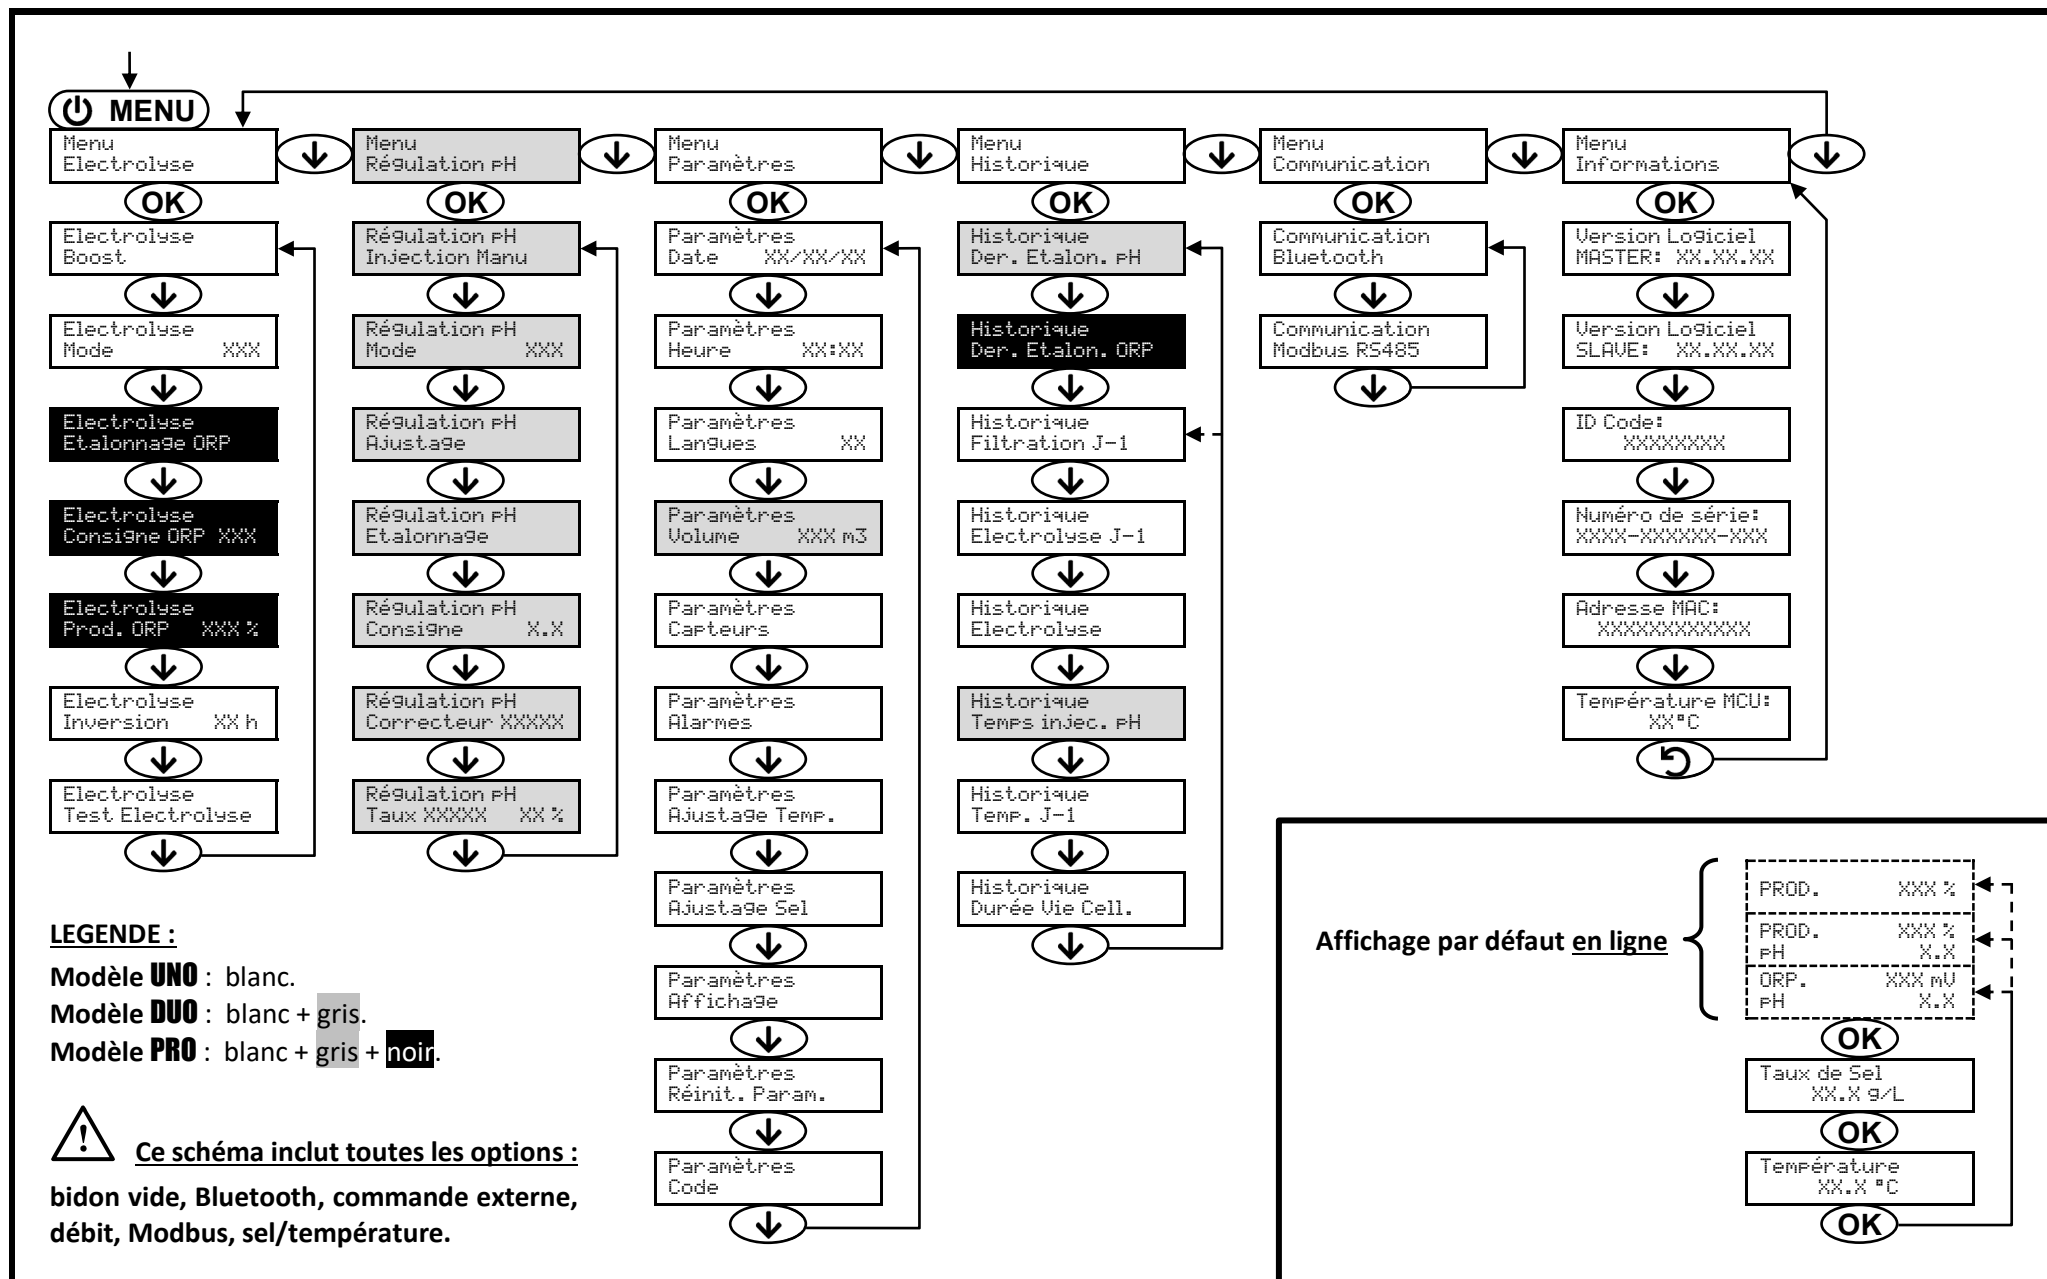 MENU
Menu
Electrolyse
Menu
Régulation pH
Menu
Paramètres
Menu
Historique
Menu
Communication
Menu
Informations
OK
OK
OK
OK
OK
OK
Electrolyse
Boost
Electrolyse
Mode XXX
Electrolyse
Etalonnage ORP
Electrolyse
Consigne ORP XXX
Electrolyse
Prod. ORP XXX %
Electrolyse
Inversion XX h
Electrolyse
Test Electrolyse
Régulation pH
Injection Manu
Régulation pH
Mode XXX
Régulation pH
Ajustage
Régulation pH
Etalonnage
Régulation pH
Consigne X.X
Régulation pH
Correcteur XXXXX
Régulation pH
Taux XXXXX XX %
Paramètres
Date XX/XX/XX
Paramètres
Heure XX:XX
Paramètres
Langues XX
Paramètres
Volume XXX m3
Paramètres
Capteurs
Paramètres
Alarmes
Paramètres
Ajustage Temp.
Paramètres
Ajustage Sel
Paramètres
Affichage
Paramètres
Réinit. Param.
Paramètres
Code
Historique
Der. Etalon. pH
Historique
Der. Etalon. ORP
Historique
Filtration J-1
Historique
Electrolyse J-1
Historique
Electrolyse
Historique
Temps injec. pH
Historique
Temp. J-1
Historique
Durée Vie Cell.
Communication
Bluetooth
Communication
Modbus RS485
Version Logiciel
MASTER: XX.XX.XX
Version Logiciel
SLAVE: XX.XX.XX
ID Code:
XXXXXXXX
Numéro de série:
XXXX-XXXXXX-XXX
Adresse MAC:
XXXXXXXXXXXX
Température MCU:
XX°C
LEGENDE :
Modèle UNO : blanc.
Modèle DUO : blanc + gris.
Modèle PRO : blanc + gris + noir.
Ce schéma inclut toutes les options :
bidon vide, Bluetooth, commande externe,
débit, Modbus, sel/température.
Affichage par défaut en ligne
PROD. XXX %
PROD. XXX %
pH X.X
ORP. XXX mV
pH X.X
OK
Taux de Sel
XX.X g/L
OK
Température
XX.X °C
OK